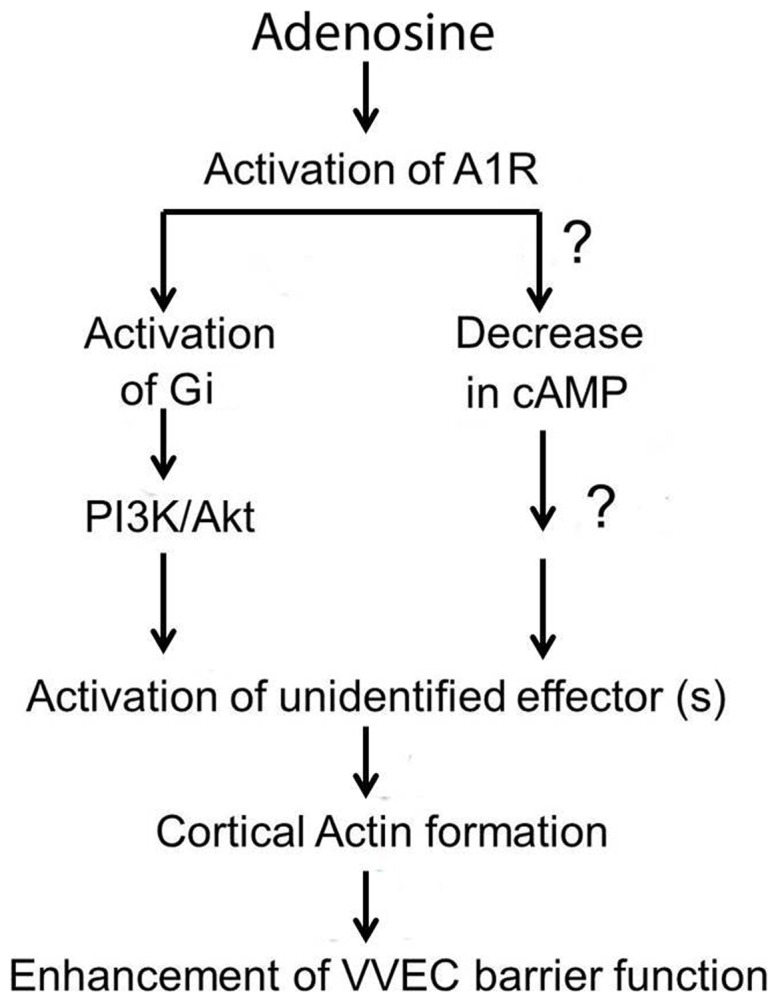 Adenosine
Activation of A1R
?
Activation
of Gi
Decrease
in cAMP
PI3K/Akt
?
Activation of unidentified effector (s)
Cortical Actin formation
Enhancement of VVEC barrier function